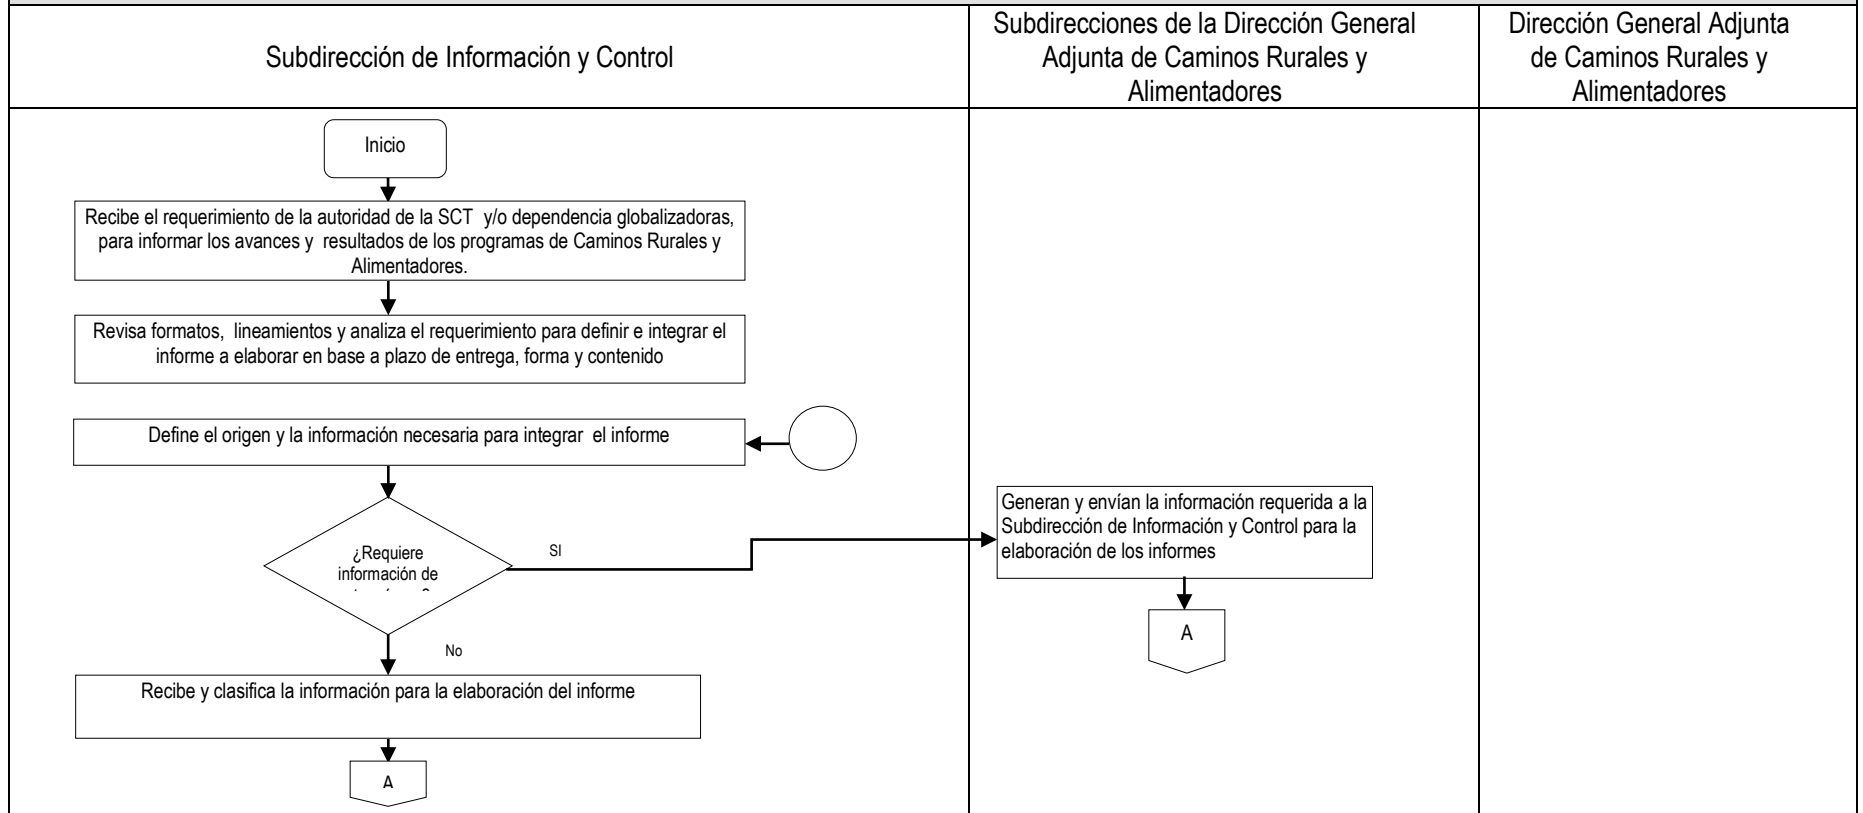 Subdirección de Información y Control
Subdirecciones de la Dirección General
Adjunta de Caminos Rurales y
Alimentadores
Dirección General Adjunta
de Caminos Rurales y
Alimentadores
Inicio
Recibe el requerimiento de la autoridad de la SCT y/o dependencia globalizadoras,
para informar los avances y resultados de los programas de Caminos Rurales y
Alimentadores.
Revisa formatos, lineamientos y analiza el requerimiento para definir e integrar el
informe a elaborar en base a plazo de entrega, forma y contenido
Define el origen y la información necesaria para integrar el informe
¿Requiere
información de
SI
Generan y envían la información requerida a la
Subdirección de Información y Control para la
elaboración de los informes
A
No
Recibe y clasifica la información para la elaboración del informe
A